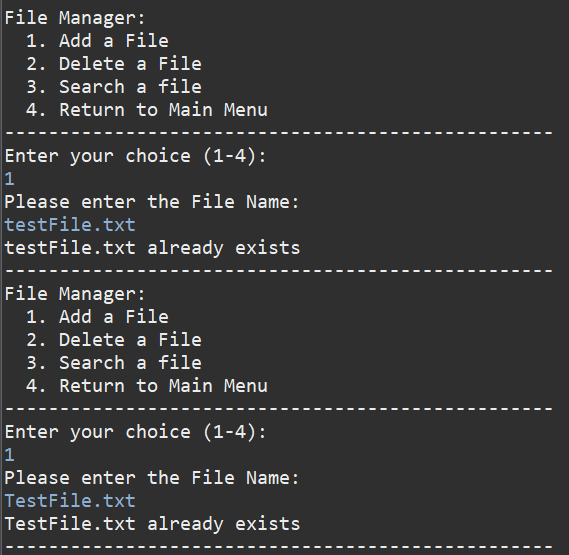 File Manager:
  1. Add a File
  2. Delete a File
  3. Search a file
  4. Return to Main Menu
--------------------------------------------------
Enter your choice (1-4):
1
Please enter the File Name:
testFile.txt
testFile.txt already exists
--------------------------------------------------
File Manager:
  1. Add a File
  2. Delete a File
  3. Search a file
  4. Return to Main Menu
--------------------------------------------------
Enter your choice (1-4):
1
Please enter the File Name:
TestFile.txt
TestFile.txt already exists
--------------------------------------------------